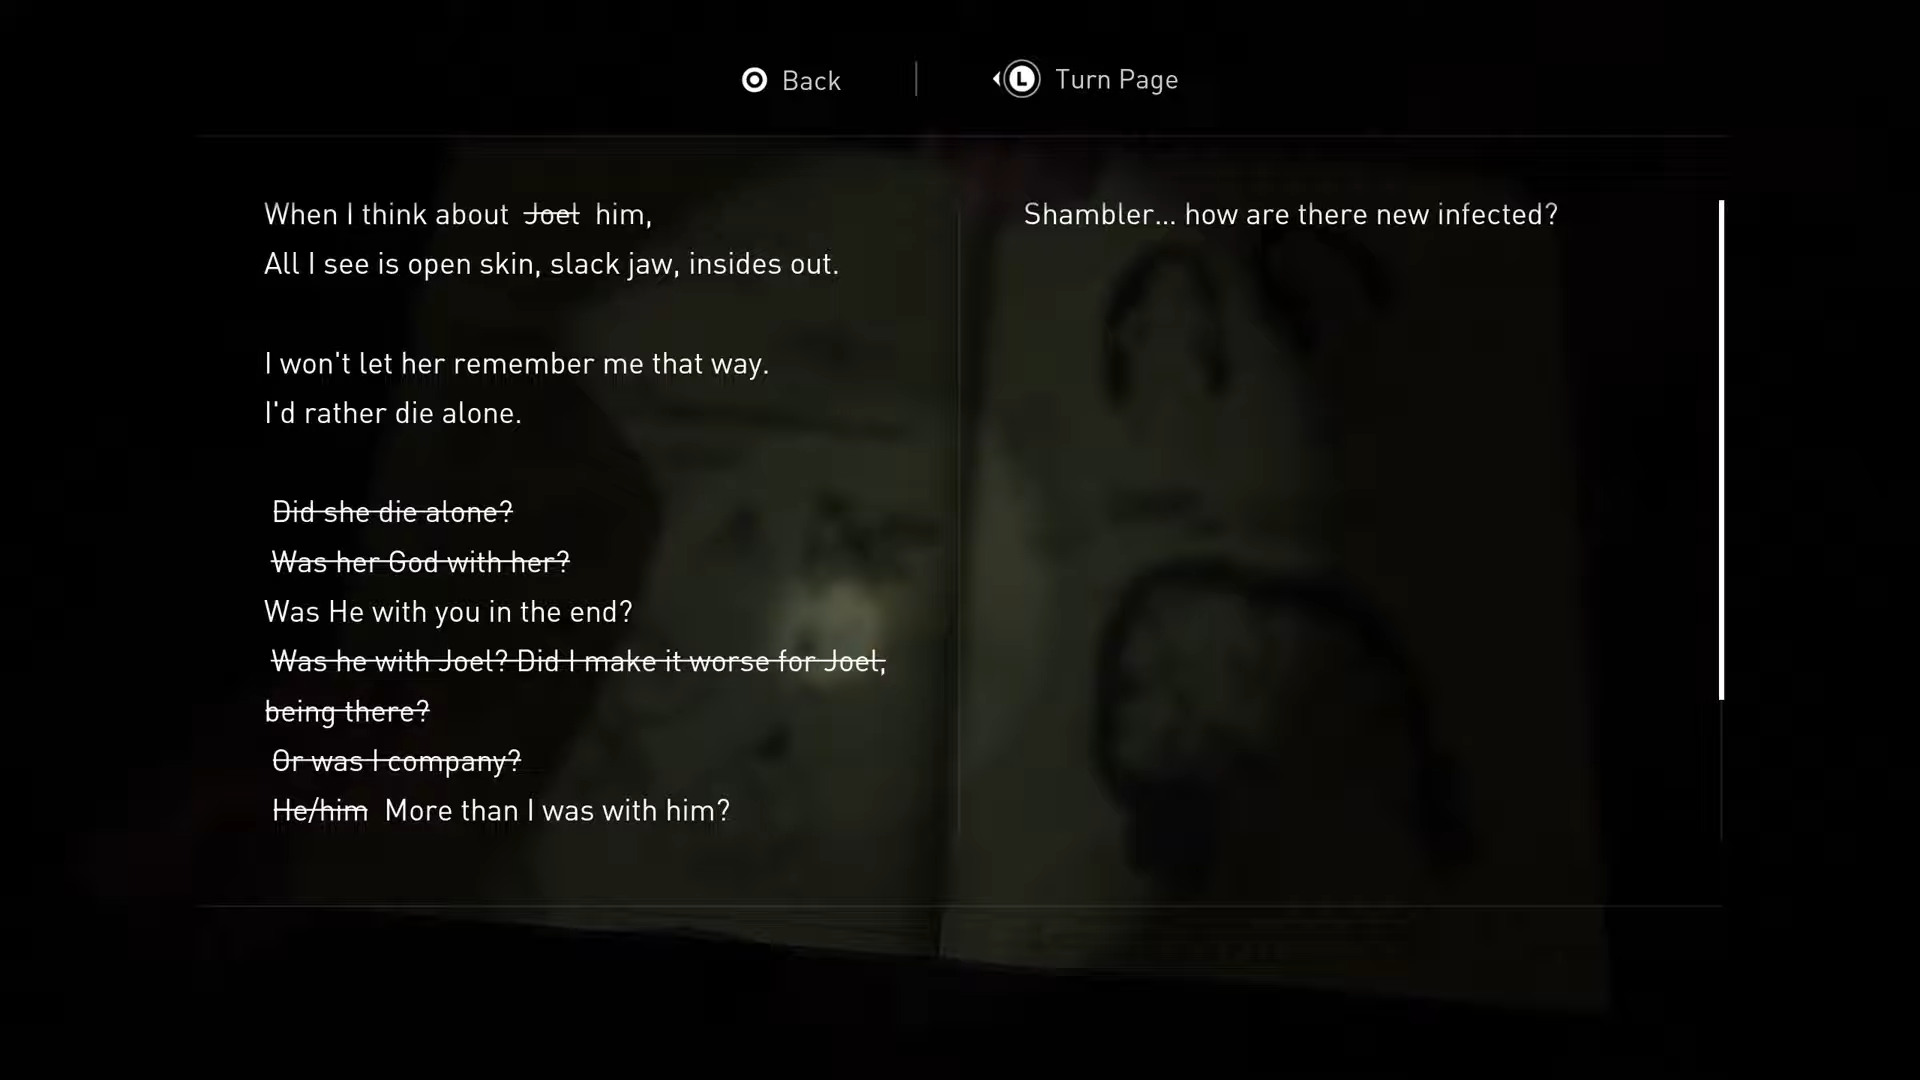 Back
L Turn Page
When I think about Joel him,
All I see is open skin, slack jaw, insides out.
I won't let her remember me that way.
I'd rather die alone.
Did she die alone?
Was her God with her?
Was He with you in the end?
Was he with Joel? Did I make it worse for Joel,
being there?
Or was I company?
He/him More than I was with him?
Shambler... how are there new infected?